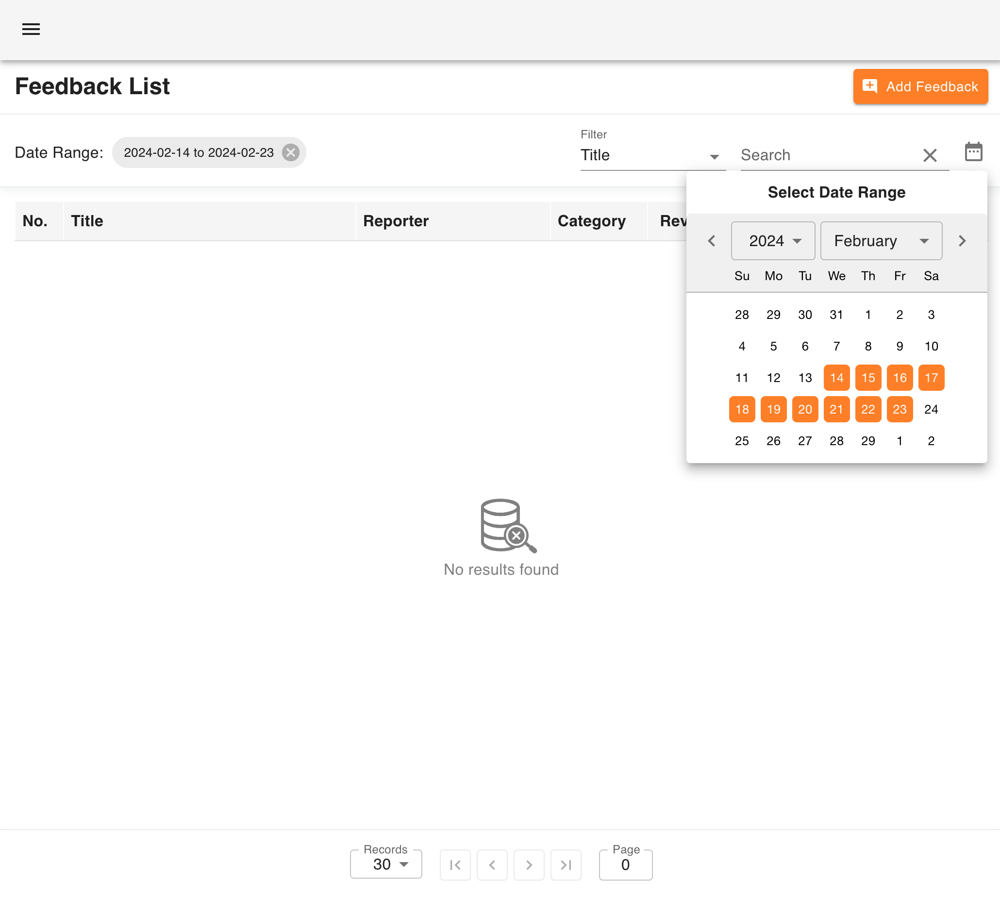 Feedback List
Add Feedback
Date Range: 2024-02-14 to 2024-02-23
Filter
Title
Search
Select Date Range
No. Title Reporter Category Rev
2024 February
Su Mo Tu We Th Fr Sa
28 29 30 31 1 2 3
4 5 6 7 8 9 10
11 12 13 14 15 16 17
18 19 20 21 22 23 24
25 26 27 28 29 1 2
No results found
Records
30
Page
0